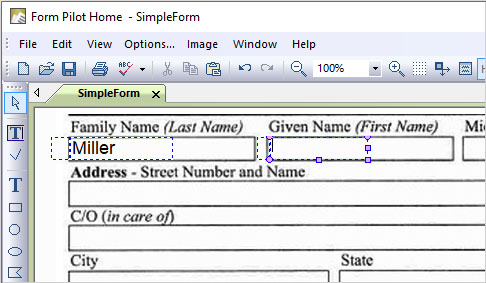 Form Pilot Home - SimpleForm
File Edit View Options... Image Window Help
ABC 100%
SimpleForm
T
T
Family Name (Last Name) Given Name (First Name)
Miller
Address - Street Number and Name
C/O (in care of)
City State